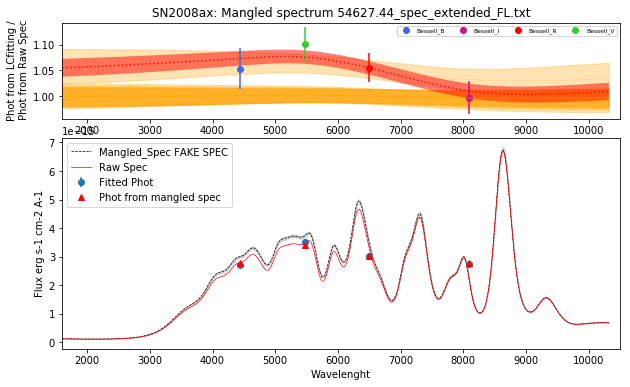 SN2008ax: Mangled spectrum 54627.44_spec_extended_FL.txt
Phot from LCfitting /
Phot from Raw Spec
1.10
1.05
1.00
Bessell_B
Bessell_I
Bessell_R
Bessell_V
2000 3000 4000 5000 6000 7000 8000 9000 10000
1e−15
Flux erg s-1 cm-2 A-1
7
6
5
4
3
2
1
0
Mangled_Spec FAKE SPEC
Raw Spec
Fitted Phot
Phot from mangled spec
2000 3000 4000 5000 6000 7000 8000 9000 10000
Wavelenght